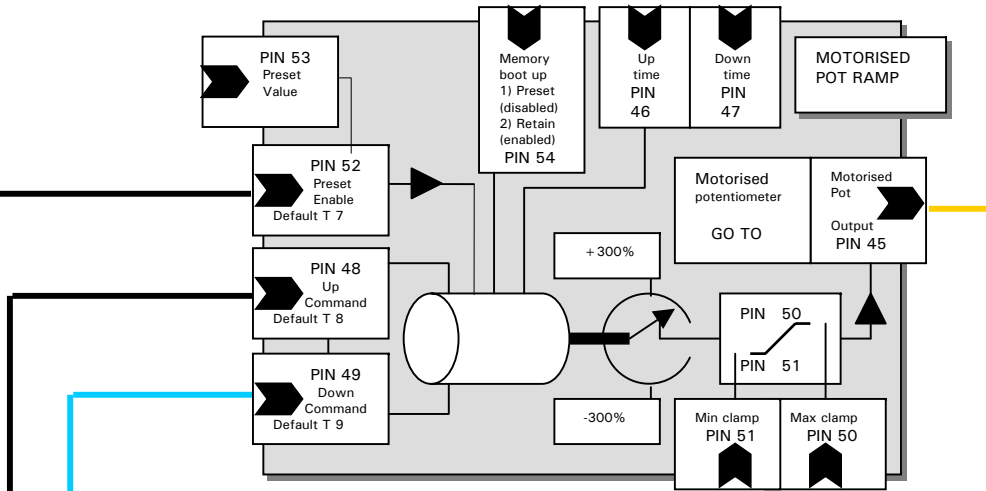 PIN 53
Preset
Value
Memory
boot up
1) Preset
(disabled)
2) Retain
(enabled)
PIN 54
Up
time
PIN
46
Down
time
PIN
47
MOTORISED
POT RAMP
PIN 52
Preset
Enable
Default T 7
Motorised
potentiometer
GO TO
Motorised
Pot
Output
PIN 45
PIN 48
Up
Command
Default T 8
+300%
PIN 50
PIN 51
PIN 49
Down
Command
Default T 9
-300%
Min clamp
PIN 51
Max clamp
PIN 50